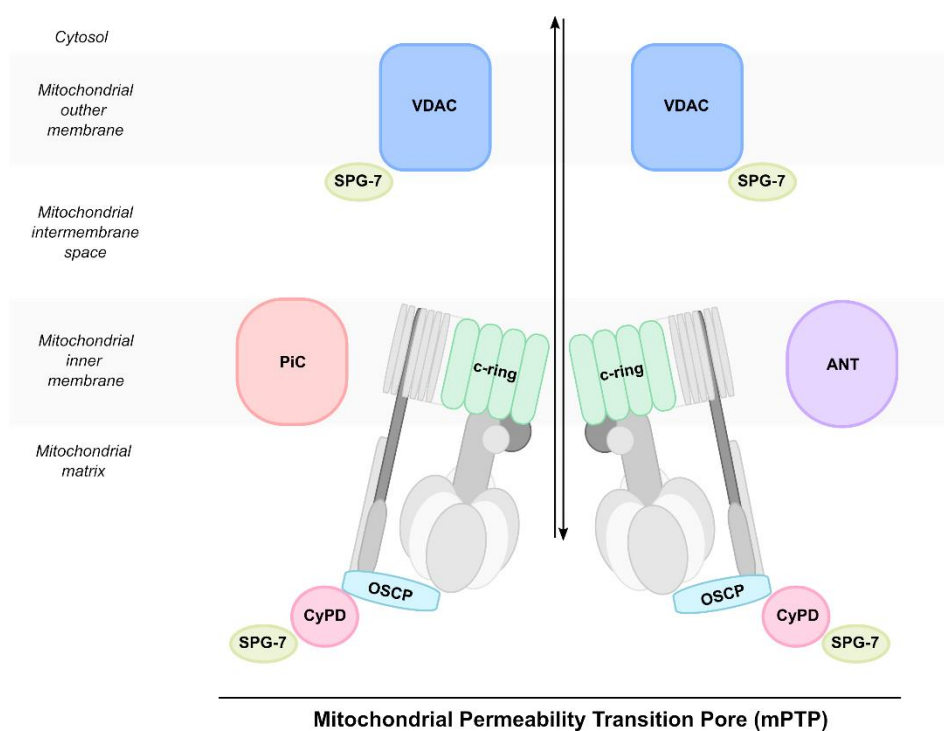 Cytosol
Mitochondrial
outher
membrane
VDAC
VDAC
SPG-7
SPG-7
Mitochondrial
intermembrane
space
Mitochondrial
inner
membrane
PiC
c-ring
c-ring
ANT
Mitochondrial
matrix
OSCP
OSCP
CyPD
CyPD
SPG-7
SPG-7
Mitochondrial Permeability Transition Pore (mPTP)